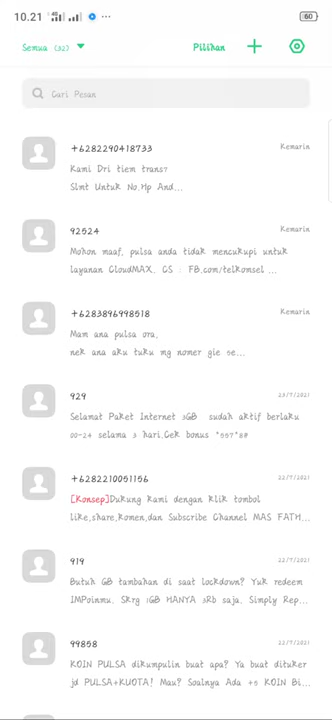 10.21
60
Semua (32)
Pilihan
Cari Pesan
+6282290418733
Kemarin
Kami Dri tiem trans7
Slmt Untuk No.Hp And...
92524
Kemarin
Mohon maaf, pulsa anda tidak mencukupi untuk
layanan CloudMAX. CS : FB.com/telkomsel ...
+6283896998518
Kemarin
Mam ana pulsa ora,
nek ana aku tuku mg nomer gie se...
929
23/7/2021
Selamat Paket Internet 3GB sudah aktif berlaku
00-24 selama 3 hari.Cek bonus *557*8#
+6282210051156
22/7/2021
[Konsep]Dukung kami dengan klik tombol
like,share,komen,dan Subscribe Channel MAS FATH...
919
22/7/2021
Butuh GB tambahan di saat lockdown? Yuk redeem
IMPoinmu. Skrg 1GB HANYA 3Rb saja. Simply Rep...
99858
22/7/2021
KOIN PULSA dikumpulin buat apa? Ya buat dituker
jd PULSA+KUOTA! Mau? Soalnya Ada +5 KOIN Bi...